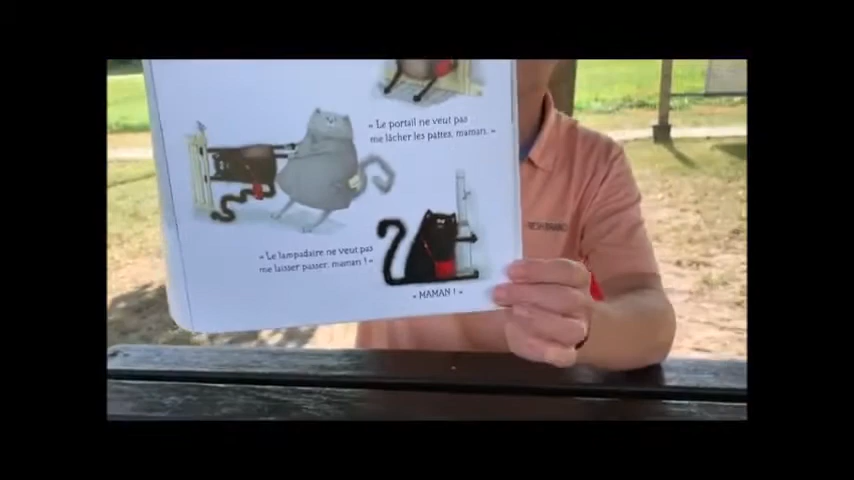 « Le portail ne veut pas
me lâcher les pattes, maman. »
« Le lampadaire ne veut pas
me laisser passer, maman ! »
« MAMAN ! »